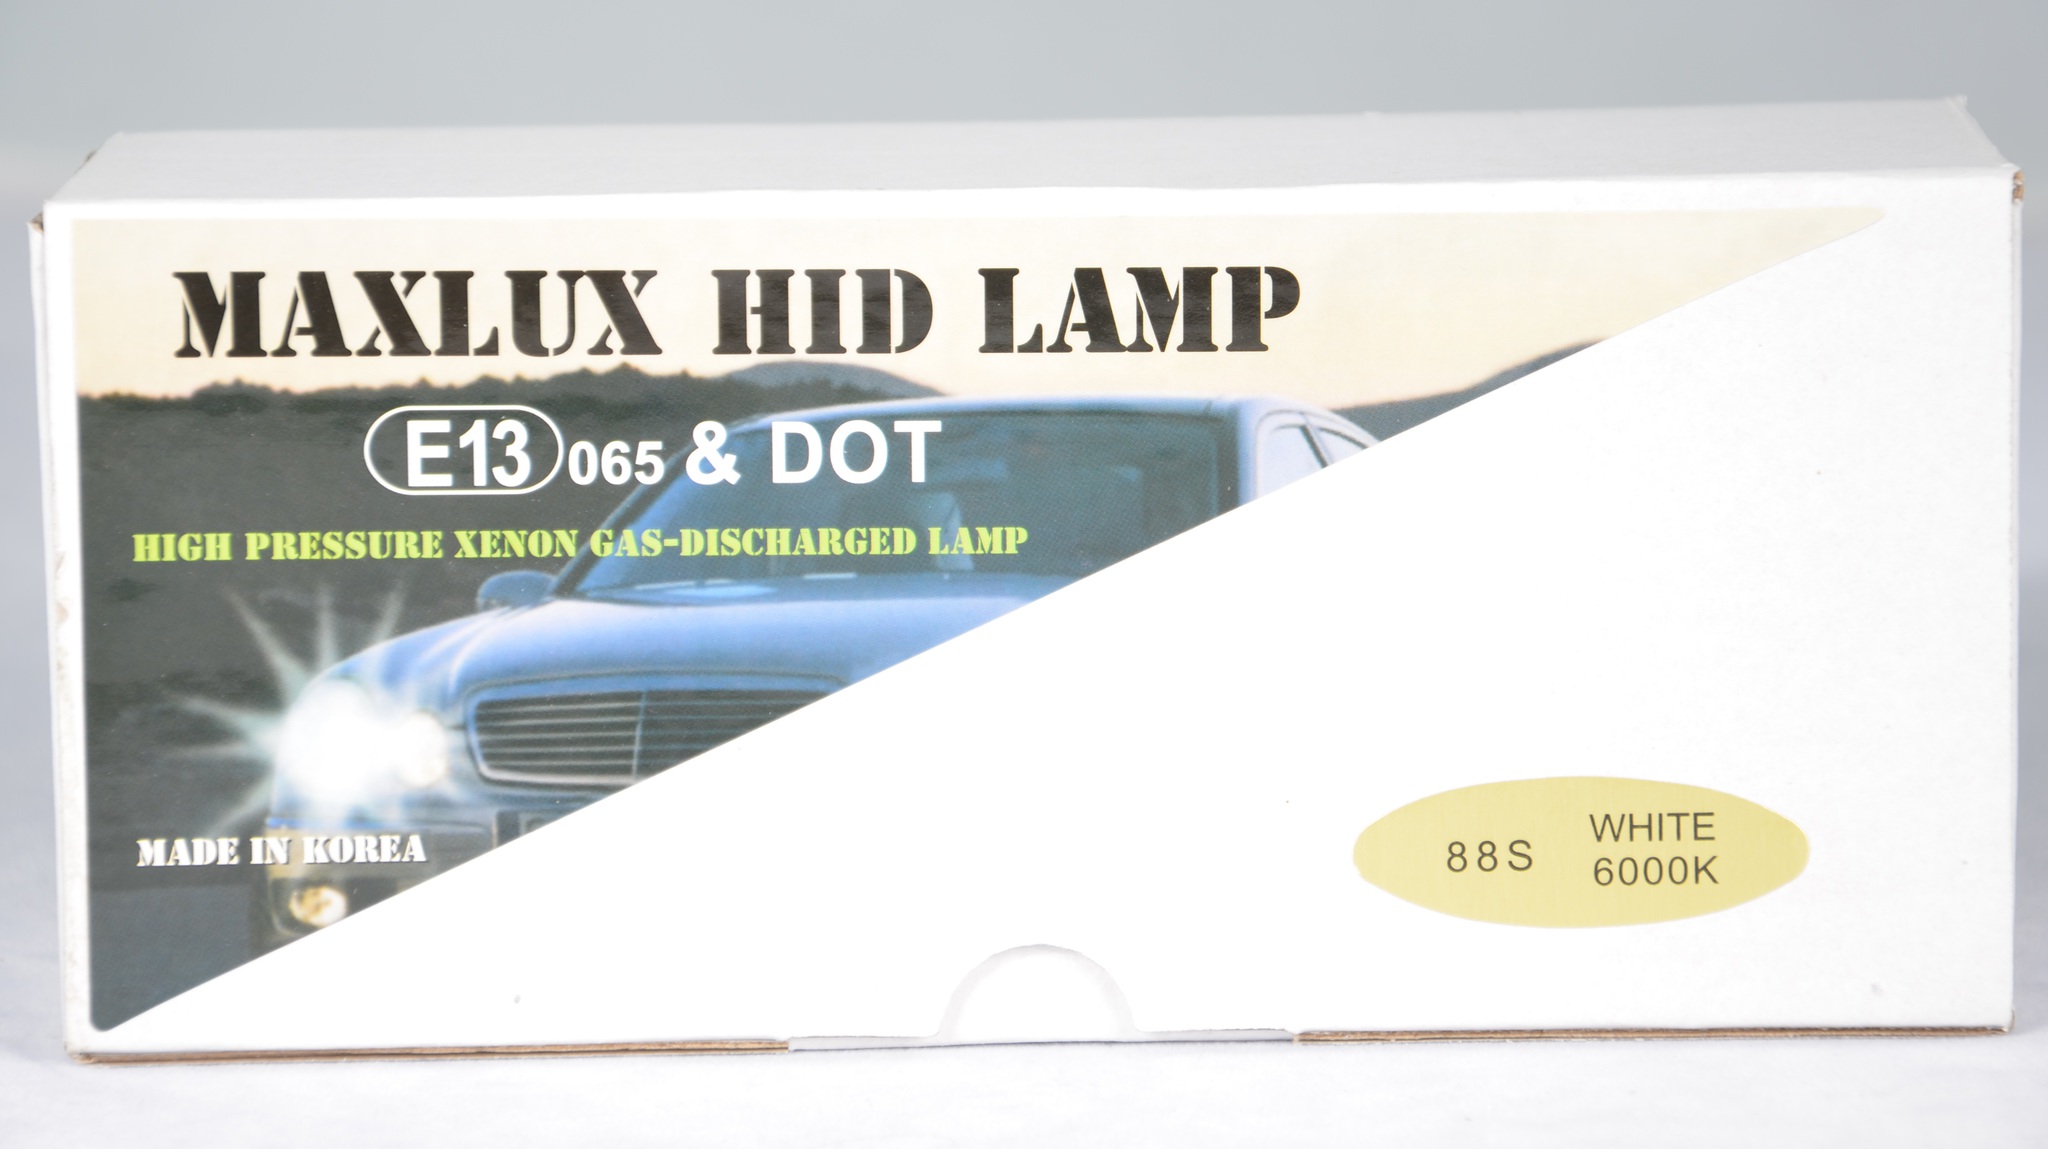 MAXLUX HID LAMP
E13 065 & DOT
HIGH PRESSURE XENON GAS-DISCHARGED LAMP
MADE IN KOREA
88S
WHITE
6000K